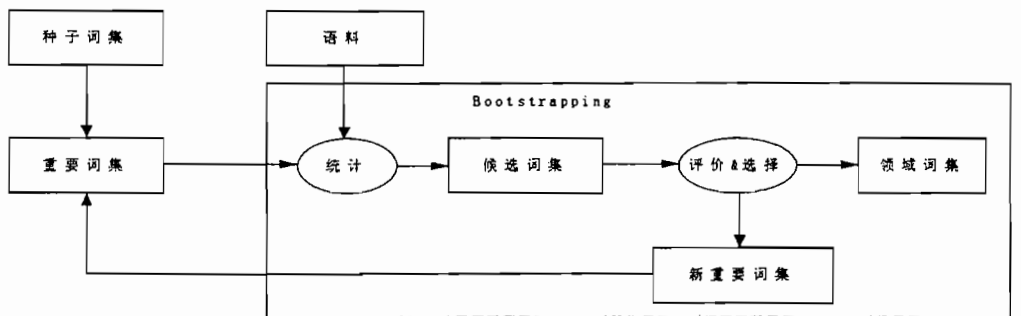 种子词集
语料
Bootstrapping
重要词集
统计
候选词集
评价&选择
领域词集
新重要词集